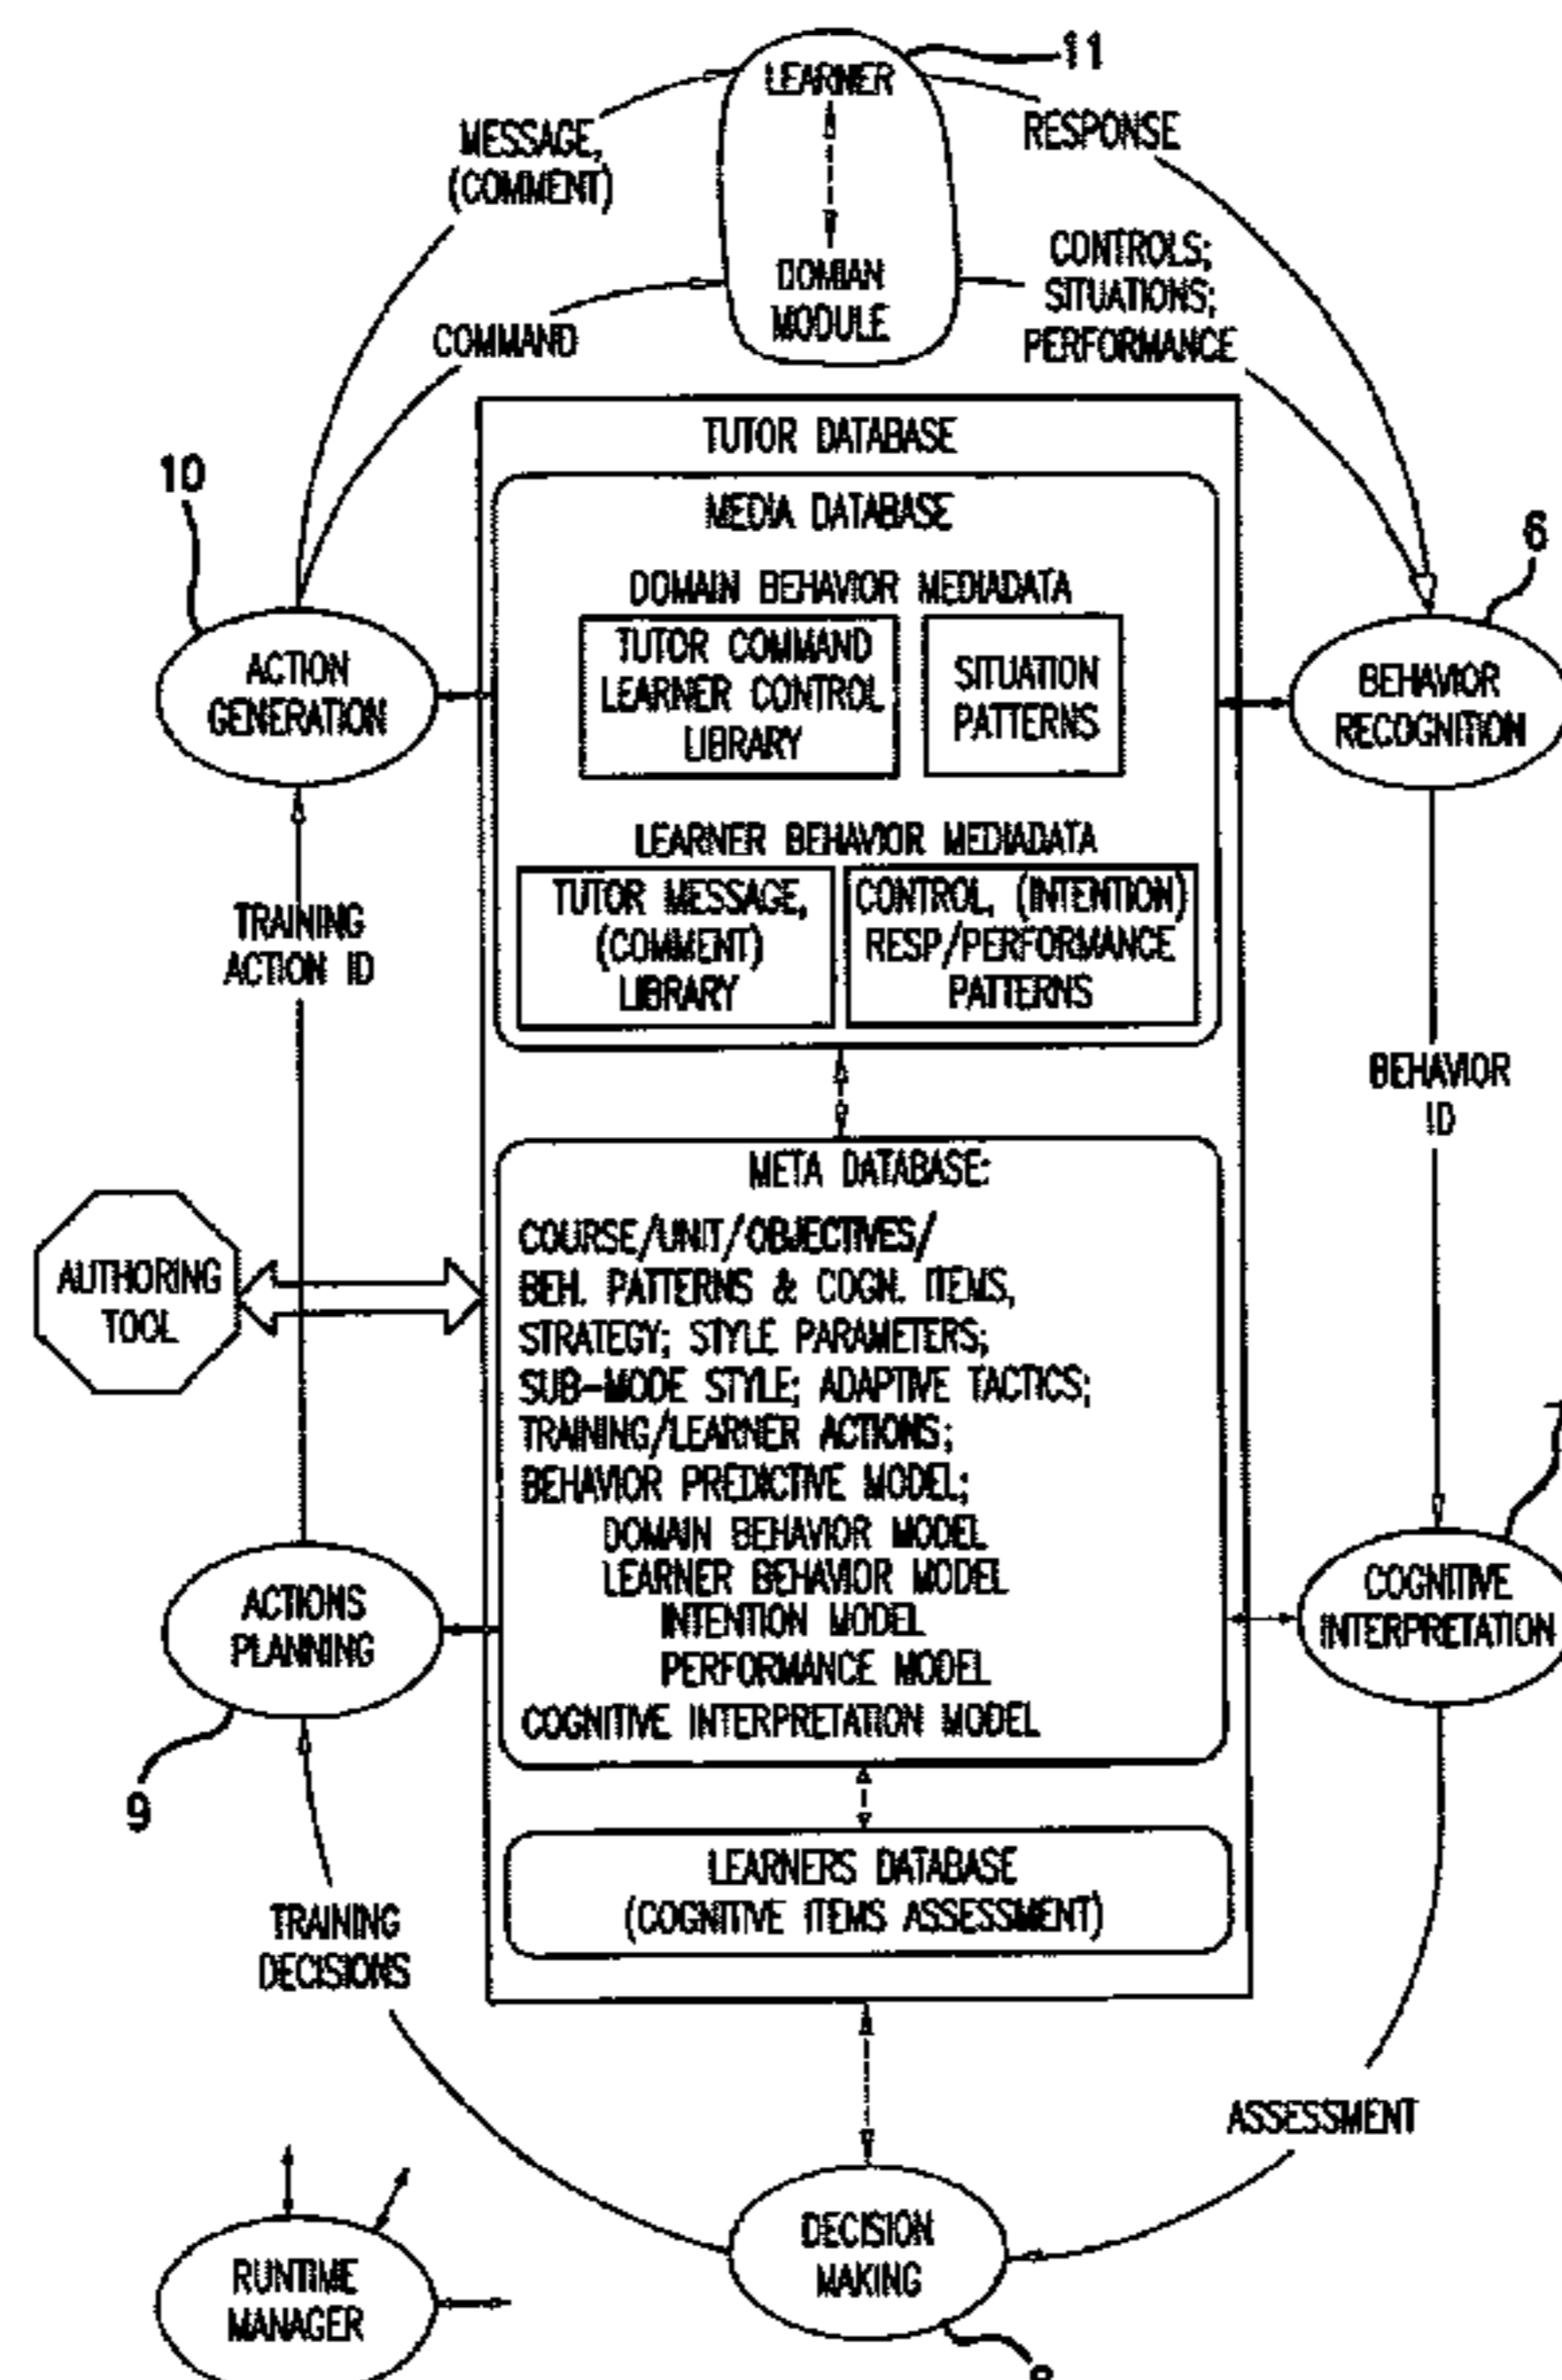 11
LEARNER
MESSAGE,
(COMMENT)
RESPONSE
DOMIAN
MODULE
CONTROLS;
SITUATIONS;
PERFORMANCE
COMMAND
TUTOR DATABASE
10
MEDIA DATABASE
6
DOMAIN BEHAVIOR MEDIADATA
ACTION
GENERATION
TUTOR COMMAND
LEARNER CONTROL
LIBRARY
SITUATION
PATTERNS
BEHAVIOR
RECOGNITION
LEARNER BEHAVIOR MEDIADATA
TUTOR MESSAGE,
(COMMENT)
LIBRARY
CONTROL, (INTENTION)
RESP/PERFORMANCE
PATTERNS
TRAINING
ACTION ID
BEHAVIOR
ID
META DATABASE:
COURSE/UNIT/OBJECTIVES/
BEH. PATTERNS & COGN. ITEMS,
STRATEGY; STYLE PARAMETERS;
SUB-MODE STYLE; ADAPTIVE TACTICS;
TRAINING/LEARNER ACTIONS;
BEHAVIOR PREDICTIVE MODEL;
DOMAIN BEHAVIOR MODEL
LEARNER BEHAVIOR MODEL
INTENTION MODEL
PERFORMANCE MODEL
COGNITIVE INTERPRETATION MODEL
AUTHORING
TOOL
ACTIONS
PLANNING
9
COGNITIVE
INTERPRETATION
LEARNERS DATABASE
(COGNITIVE ITEMS ASSESSMENT)
TRAINING
DECISIONS
ASSESSMENT
DECISION
MAKING
RUNTIME
MANAGER